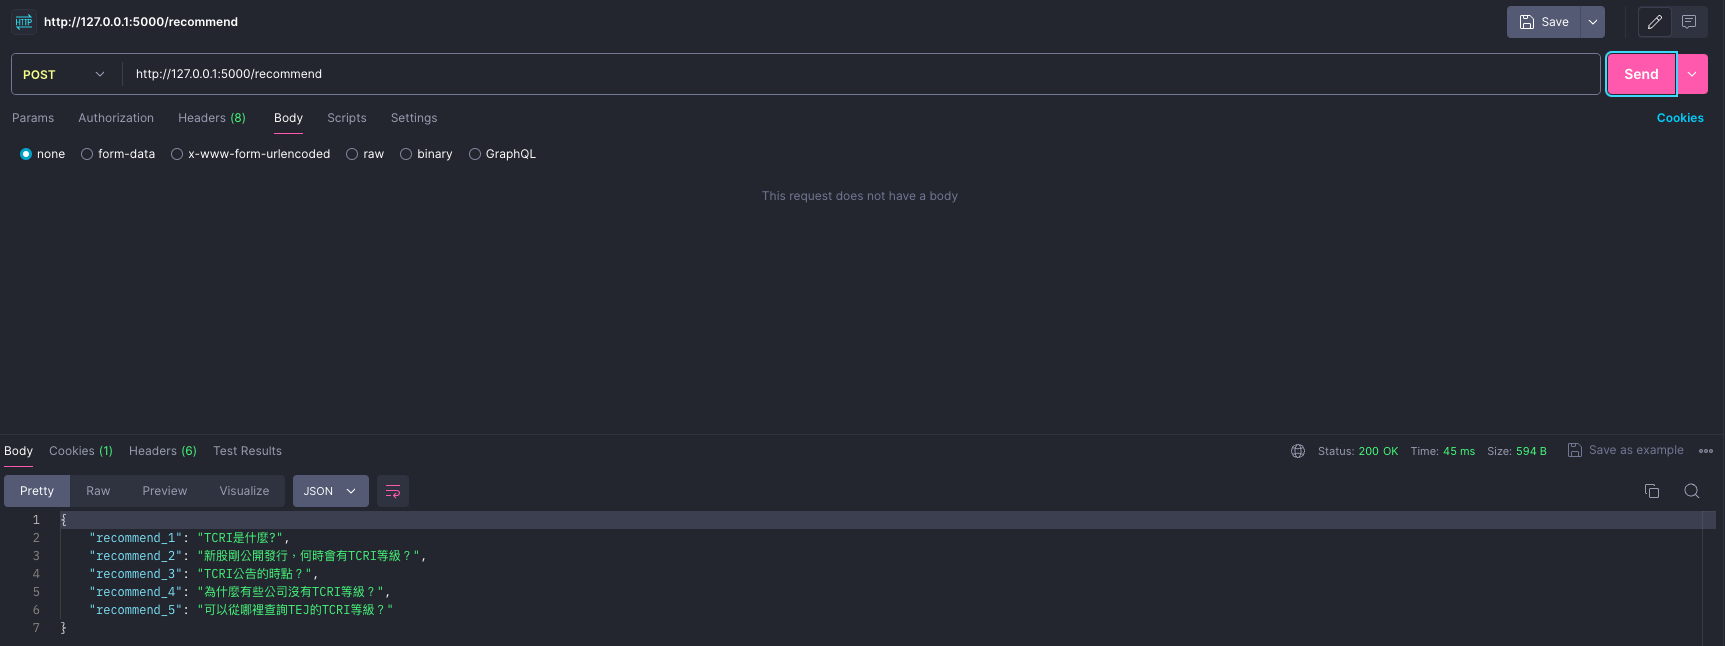 HTTP http://127.0.0.1:5000/recommend Save
POST http://127.0.0.1:5000/recommend Send
Params Authorization Headers (8) Body Scripts Settings Cookies
none form-data x-www-form-urlencoded raw binary GraphQL
This request does not have a body
Body Cookies (1) Headers (6) Test Results Status: 200 OK Time: 45 ms Size: 594 B Save as example
Pretty Raw Preview Visualize JSON
1 {
2 "recommend_1": "TCRI是什麼?",
3 "recommend_2": "新股剛公開發行，何時會有TCRI等級？",
4 "recommend_3": "TCRI公告的時點？",
5 "recommend_4": "為什麼有些公司沒有TCRI等級？",
6 "recommend_5": "可以從哪裡查詢TEJ的TCRI等級？"
7 }